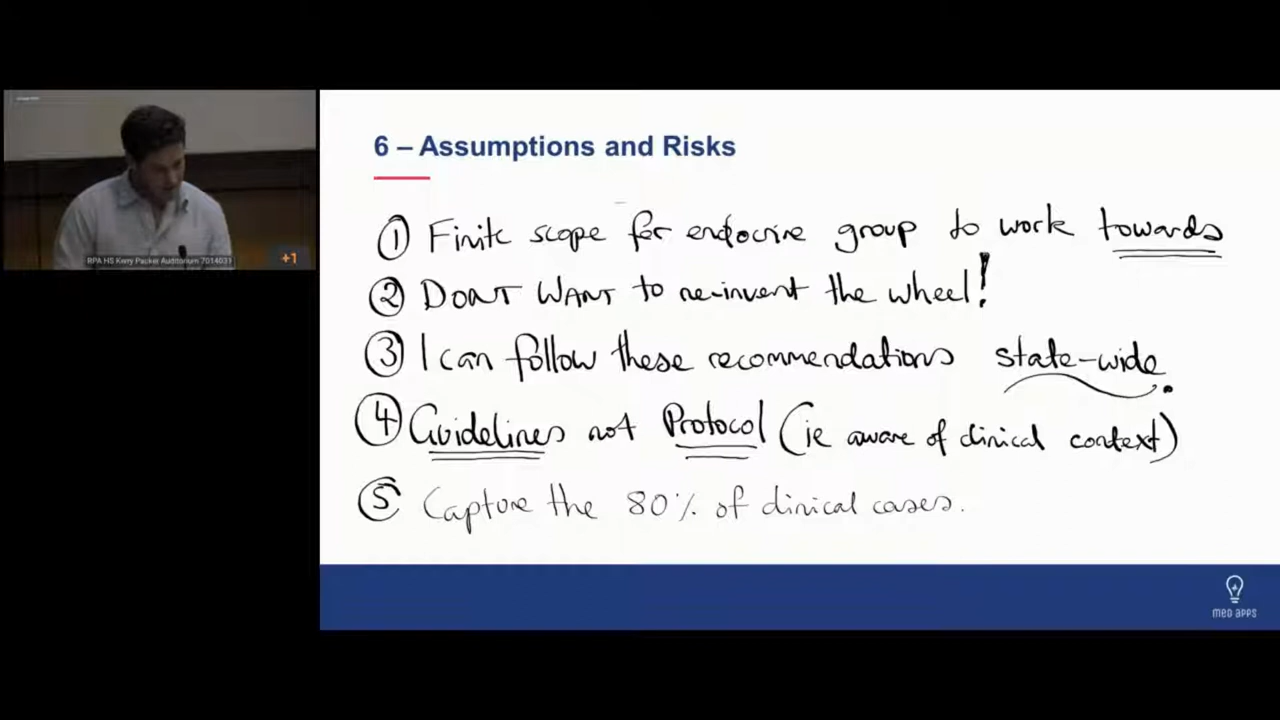 6 – Assumptions and Risks
① Finite scope for endocrine group to work towards
② DONT WANT to re-invent the wheel!
③ I can follow these recommendations state-wide.
④ Guidelines not Protocol (ie aware of clinical context)
⑤ Capture the 80% of clinical cases.
RPA HS Kerry Packer Auditorium 7014031
+1
MED APPS